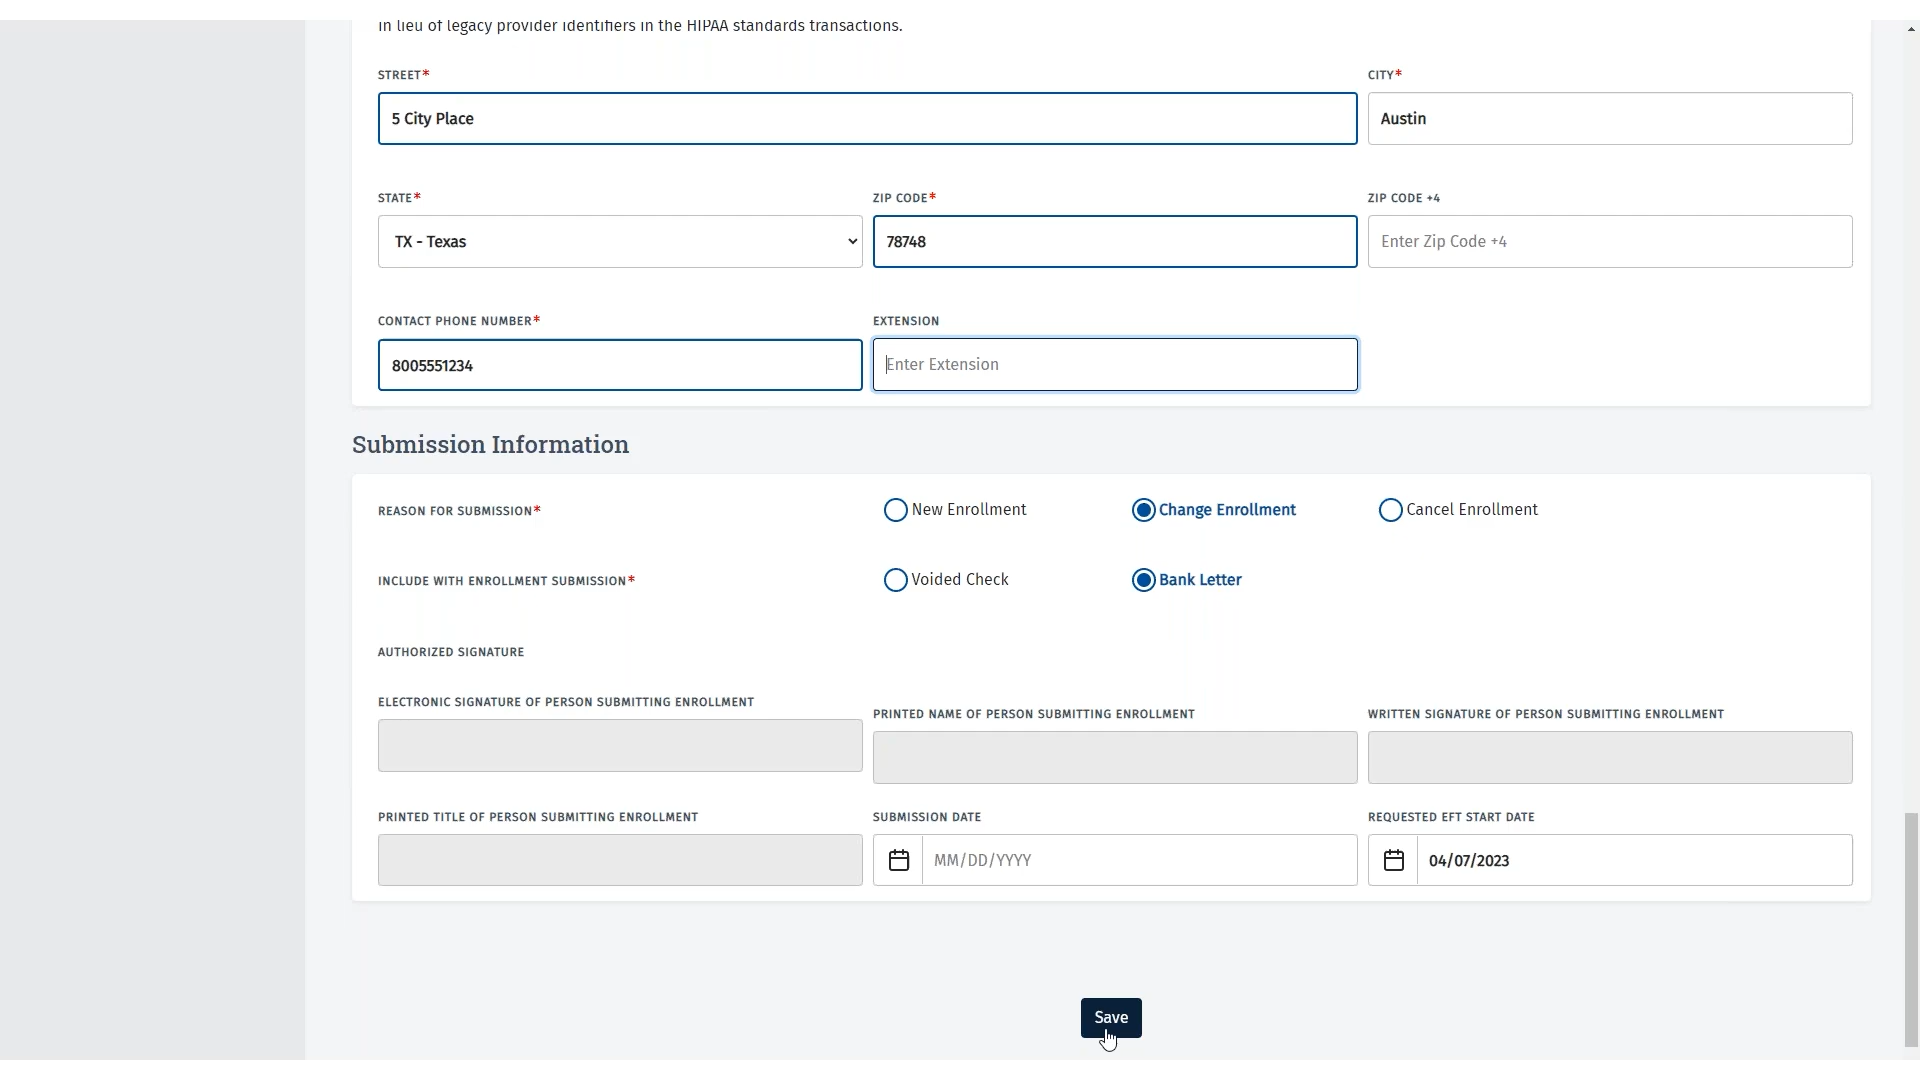 in lieu of legacy provider identifiers in the HIPAA standards transactions.
STREET*
CITY*
5 City Place
Austin
STATE*
ZIP CODE*
ZIP CODE +4
TX - Texas
78748
Enter Zip Code +4
CONTACT PHONE NUMBER*
EXTENSION
8005551234
Enter Extension
Submission Information
REASON FOR SUBMISSION*
New Enrollment
Change Enrollment
Cancel Enrollment
INCLUDE WITH ENROLLMENT SUBMISSION*
Voided Check
Bank Letter
AUTHORIZED SIGNATURE
ELECTRONIC SIGNATURE OF PERSON SUBMITTING ENROLLMENT
PRINTED NAME OF PERSON SUBMITTING ENROLLMENT
WRITTEN SIGNATURE OF PERSON SUBMITTING ENROLLMENT
PRINTED TITLE OF PERSON SUBMITTING ENROLLMENT
SUBMISSION DATE
REQUESTED EFT START DATE
MM/DD/YYYY
04/07/2023
Save